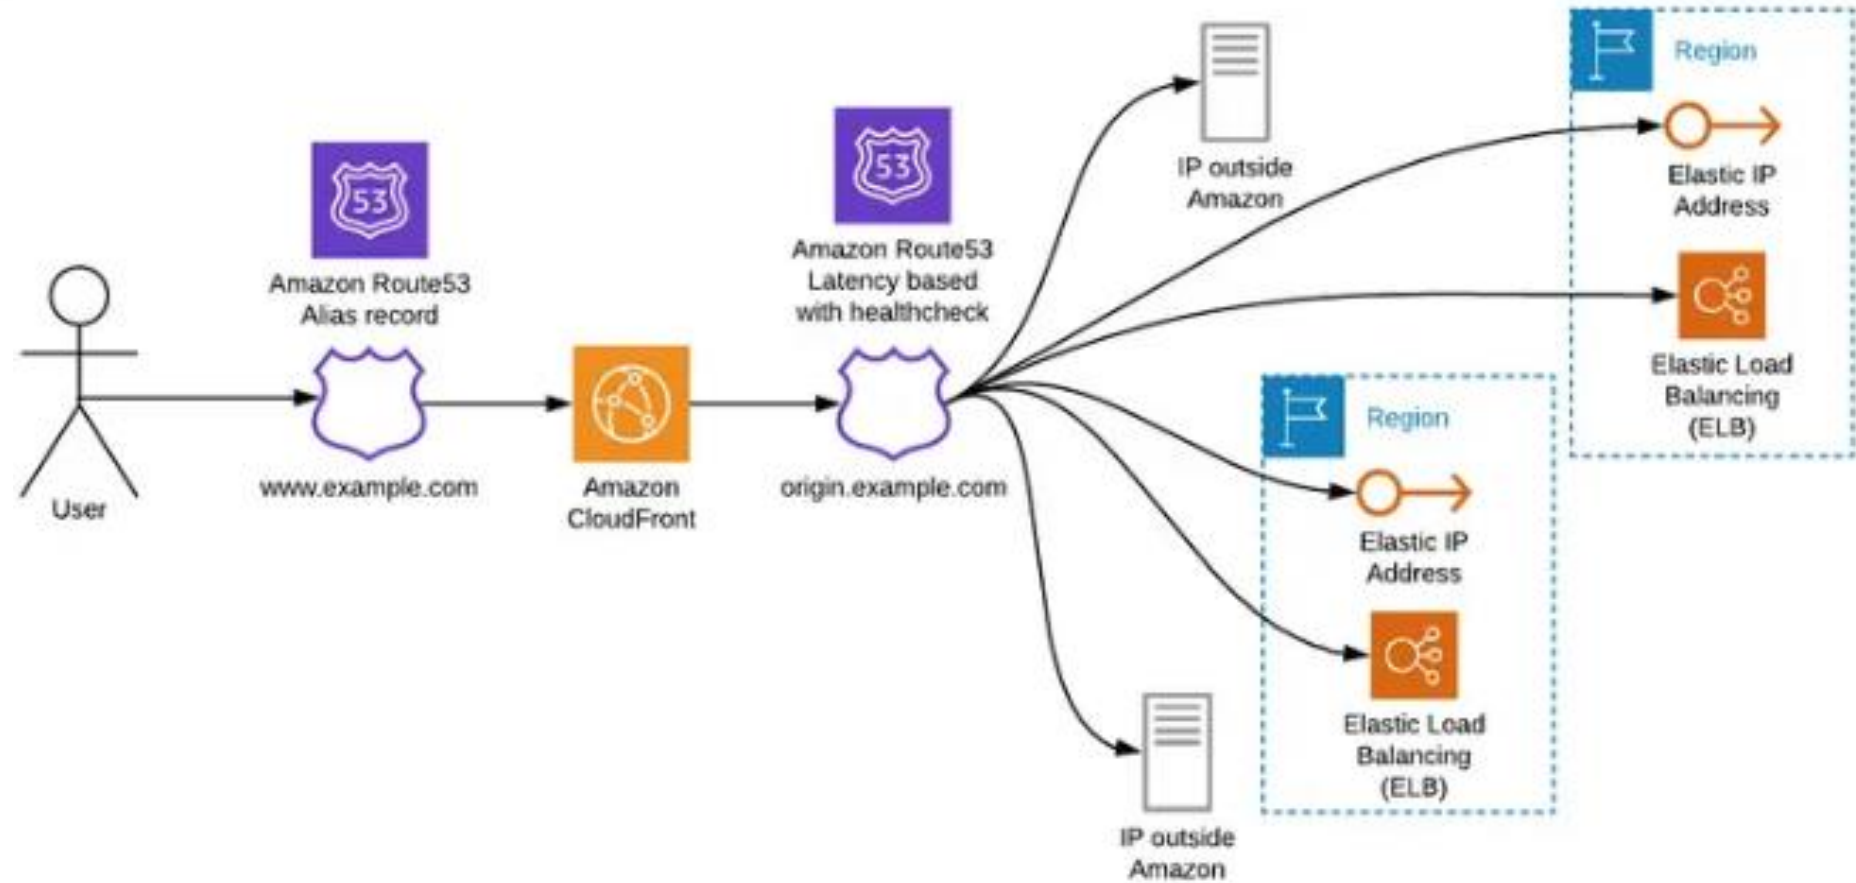 53
Amazon Route53
Alias record
User
www.example.com
Amazon
CloudFront
53
Amazon Route53
Latency based
with healthcheck
origin.example.com
IP outside
Amazon
Region
Elastic IP
Address
Elastic Load
Balancing
(ELB)
Region
Elastic IP
Address
Elastic Load
Balancing
(ELB)
IP outside
Amazon